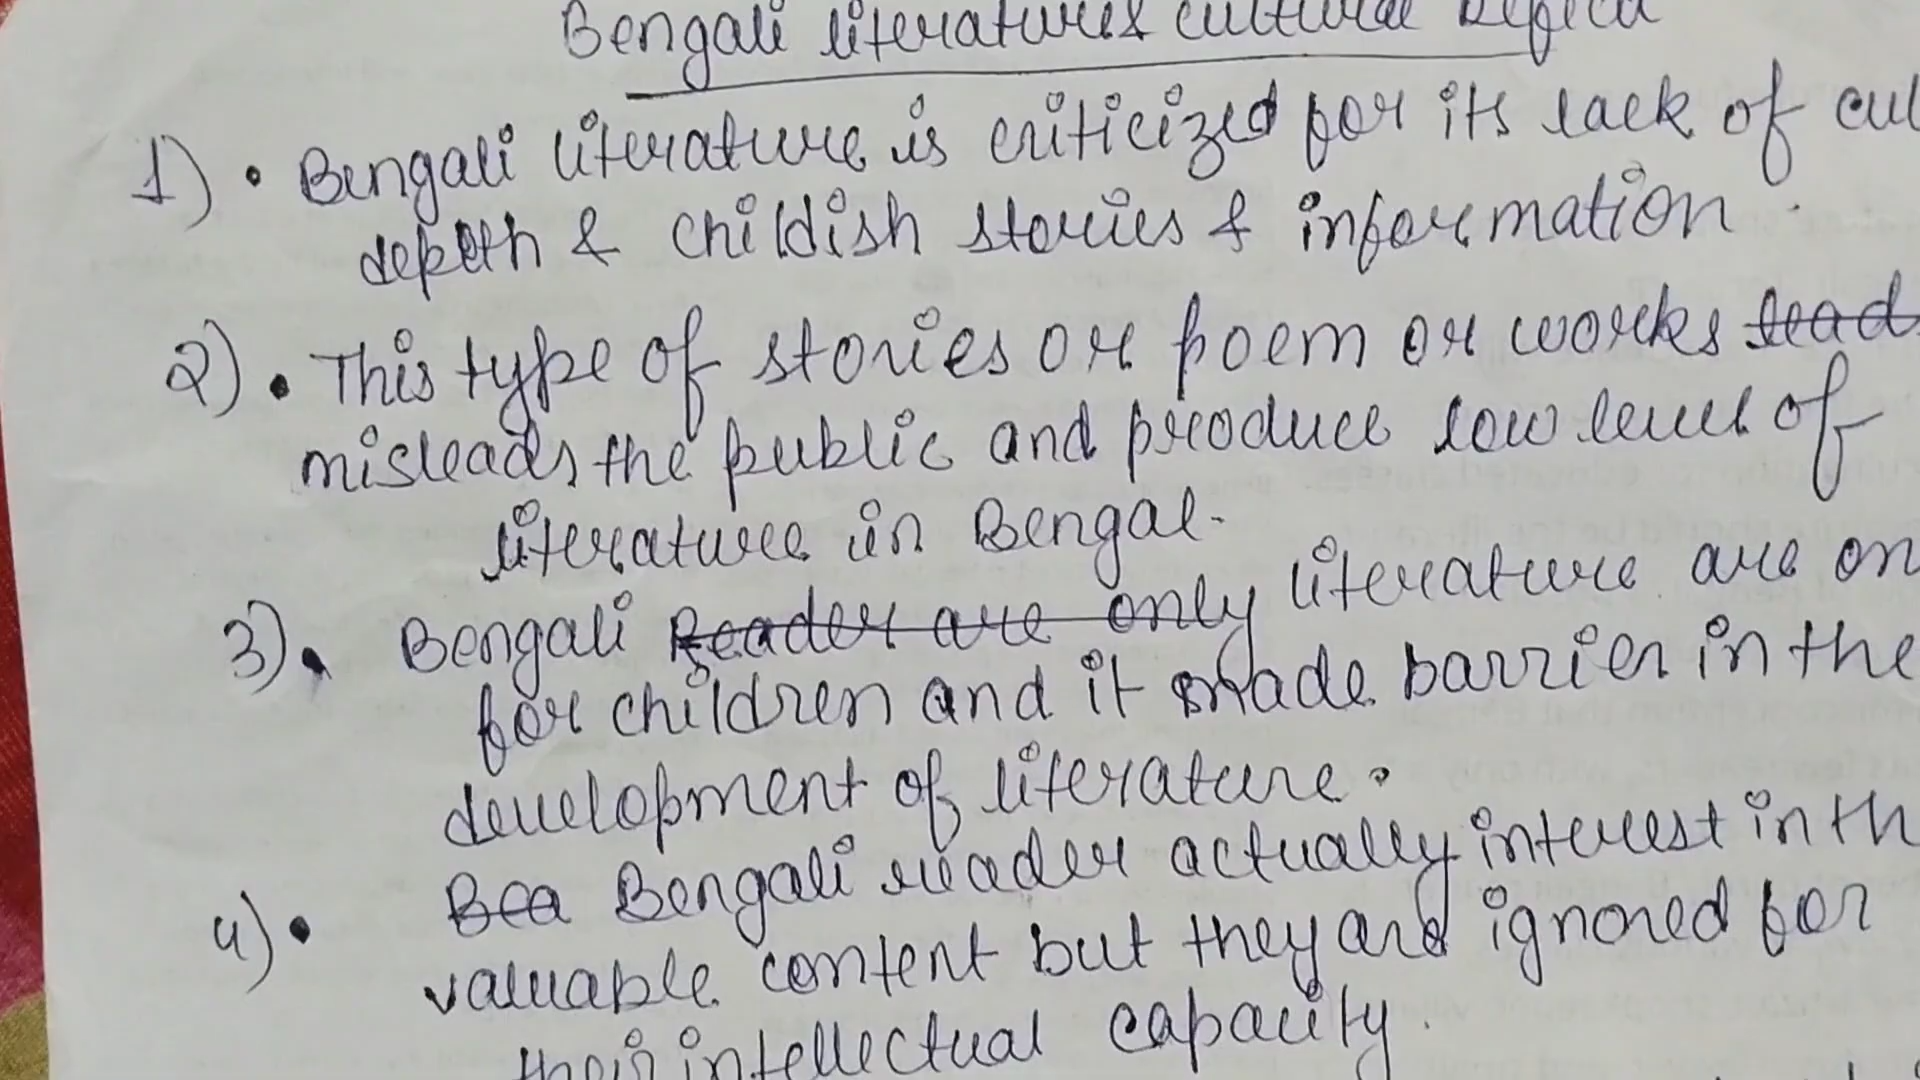 Bengali literature & cultural
1) • Bengali literature is criticized for its lack of cul
depth & childish stories & information.
2) • This type of stories or poem or works lead
misleads the public and produce low level of
literature in Bengal.
3) • Bengali Reader are only literature are on
for children and it made barrier in the
development of literature.
4) • Bea Bengali reader actually interest in th
valuable content but they are ignored for
their intellectual capacity.